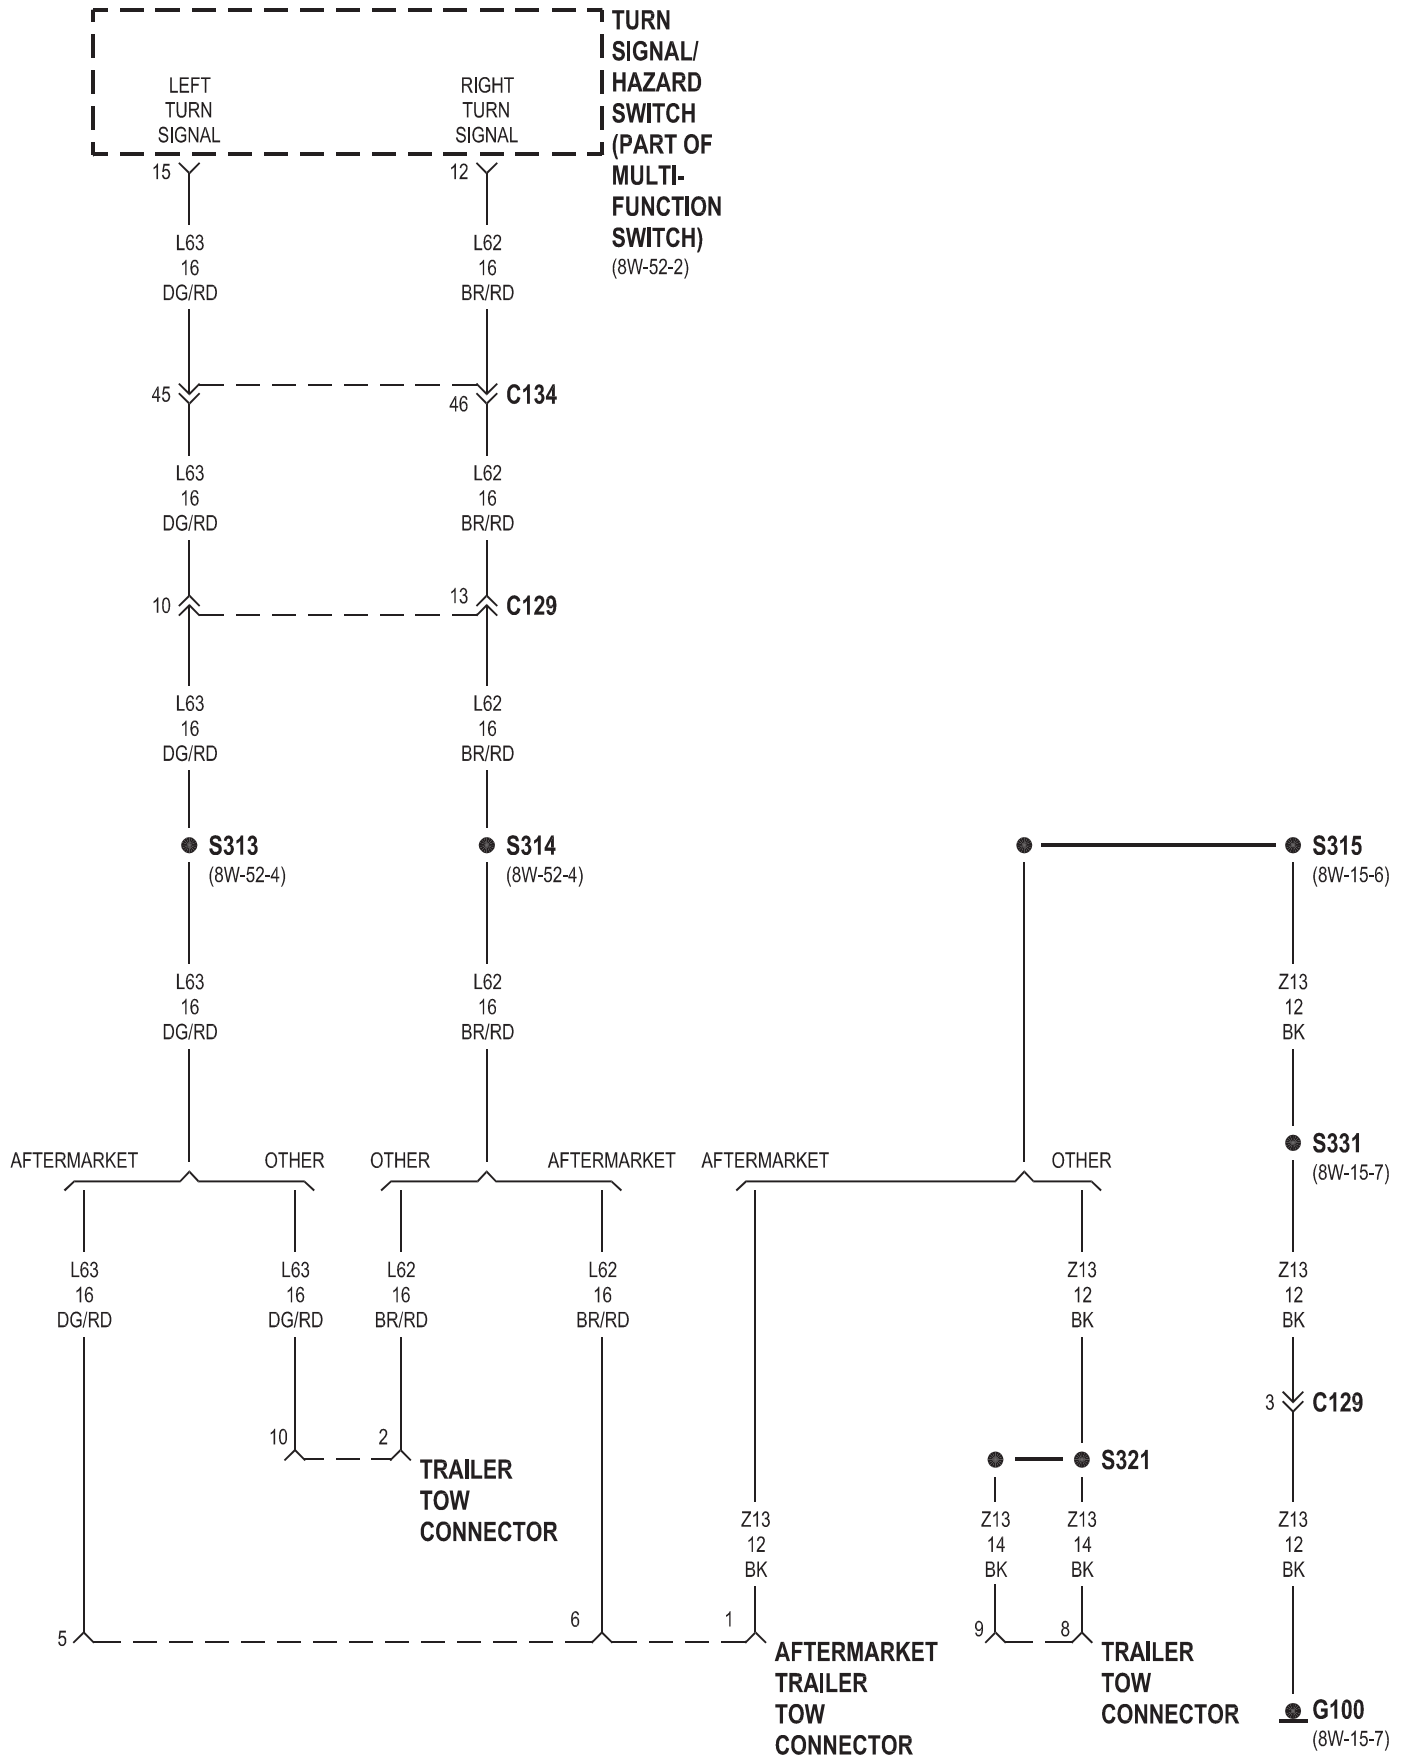 TURN
SIGNAL/
HAZARD
SWITCH
(PART OF
MULTI-
FUNCTION
SWITCH)
(8W-52-2)
LEFT
TURN
SIGNAL
RIGHT
TURN
SIGNAL
15
12
L63
16
DG/RD
L62
16
BR/RD
45
46
C134
L63
16
DG/RD
L62
16
BR/RD
10
13
C129
L63
16
DG/RD
L62
16
BR/RD
S313
(8W-52-4)
S314
(8W-52-4)
S315
(8W-15-6)
L63
16
DG/RD
L62
16
BR/RD
Z13
12
BK
S331
(8W-15-7)
AFTERMARKET
OTHER
OTHER
AFTERMARKET
AFTERMARKET
OTHER
L63
16
DG/RD
L63
16
DG/RD
L62
16
BR/RD
L62
16
BR/RD
Z13
12
BK
Z13
12
BK
3
C129
10
2
TRAILER
TOW
CONNECTOR
S321
Z13
12
BK
Z13
14
BK
Z13
14
BK
Z13
12
BK
5
6
1
AFTERMARKET
TRAILER
TOW
CONNECTOR
9
8
TRAILER
TOW
CONNECTOR
G100
(8W-15-7)